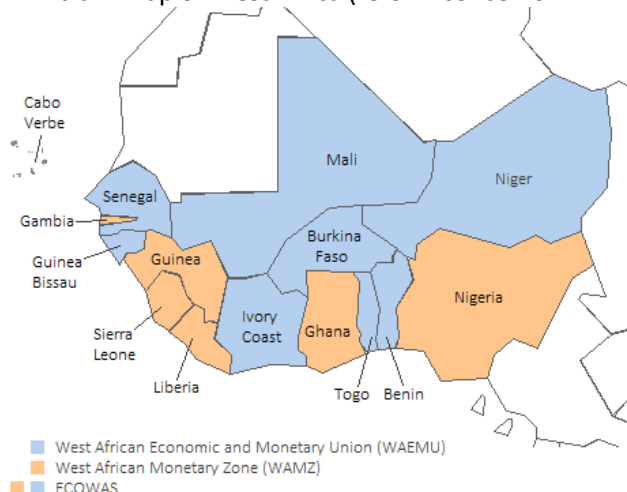 Cabo
Verbe
Mali
Niger
Senegal
Gambia
Burkina
Faso
Guinea
Guinea
Bissau
Nigeria
Ivory
Coast
Ghana
Sierra
Leone
Liberia
Togo
Benin
West African Economic and Monetary Union (WAEMU)
West African Monetary Zone (WAMZ)
ECOWAS